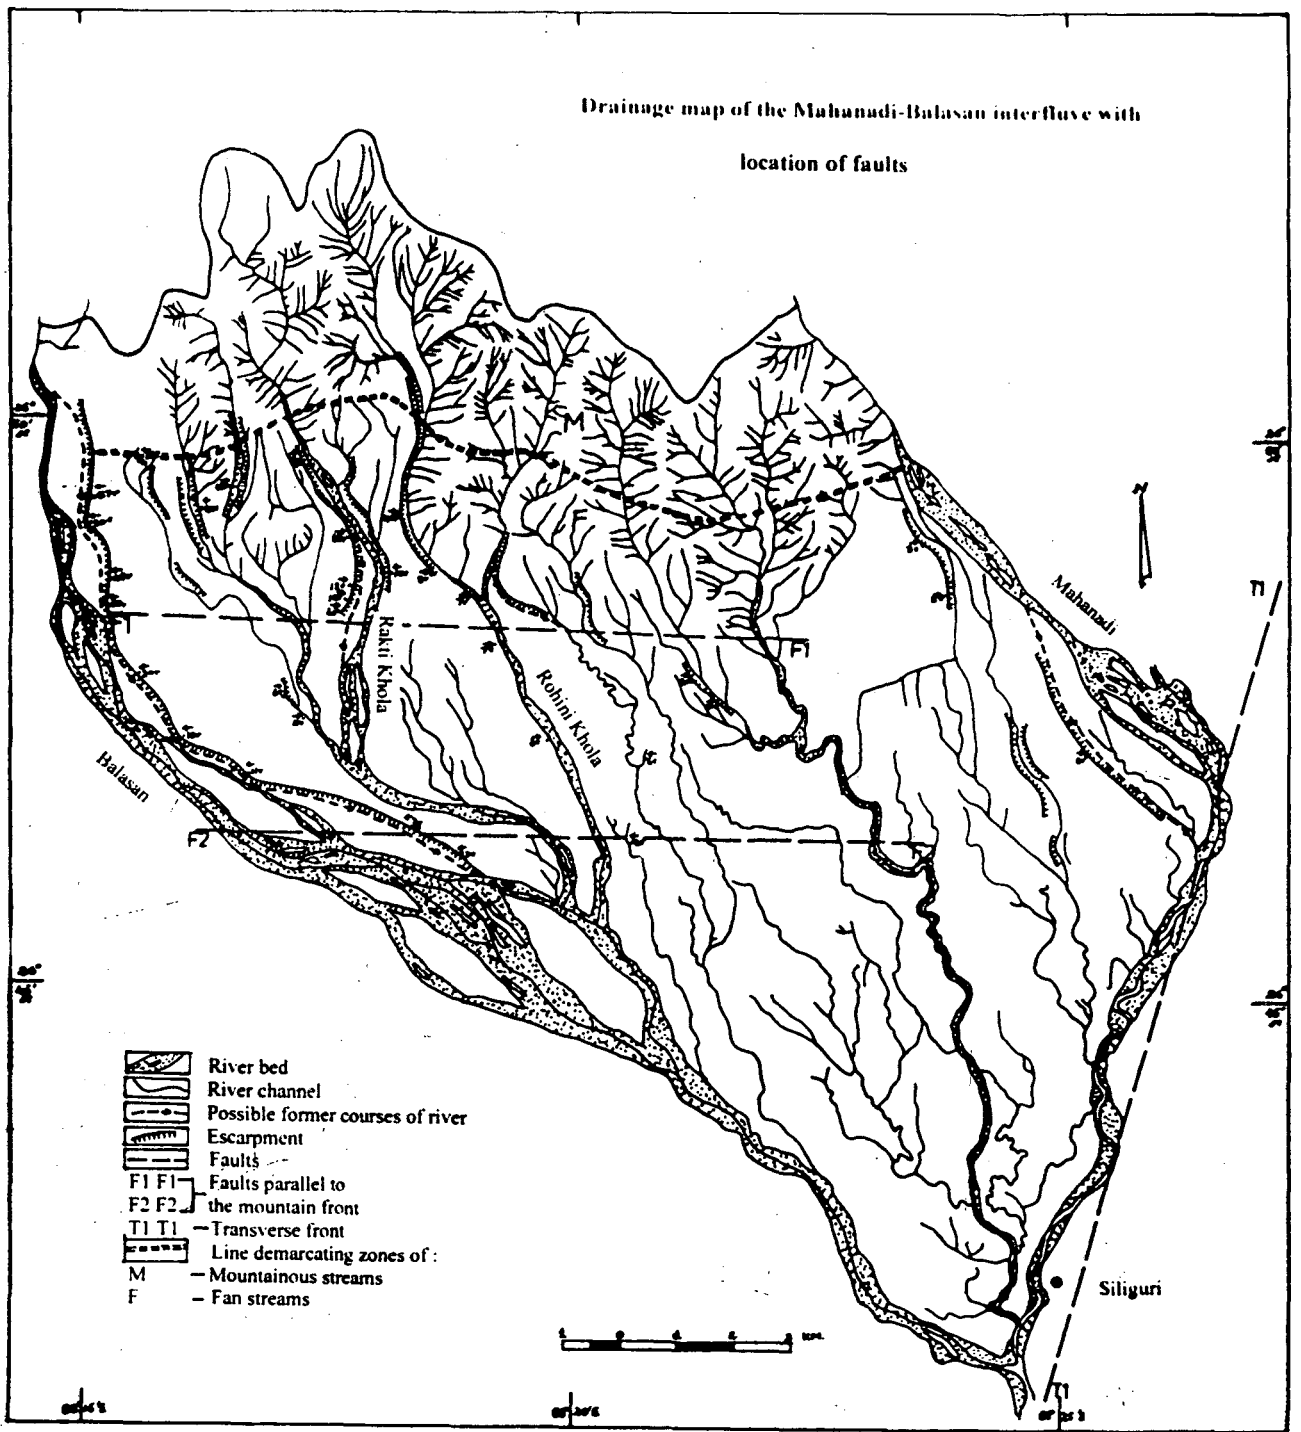 Drainage map of the Mahanadi-Balasan interfluve with
location of faults
M
F
N
T1
Mahanadi
F1
Rakti Khola
Rohini Khola
Balasan
F2
River bed
River channel
Possible former courses of river
Escarpment
Faults
F1 F1 Faults parallel to
F2 F2 the mountain front
T1 T1 – Transverse front
Line demarcating zones of :
M – Mountainous streams
F – Fan streams
Siliguri
KM.
T1